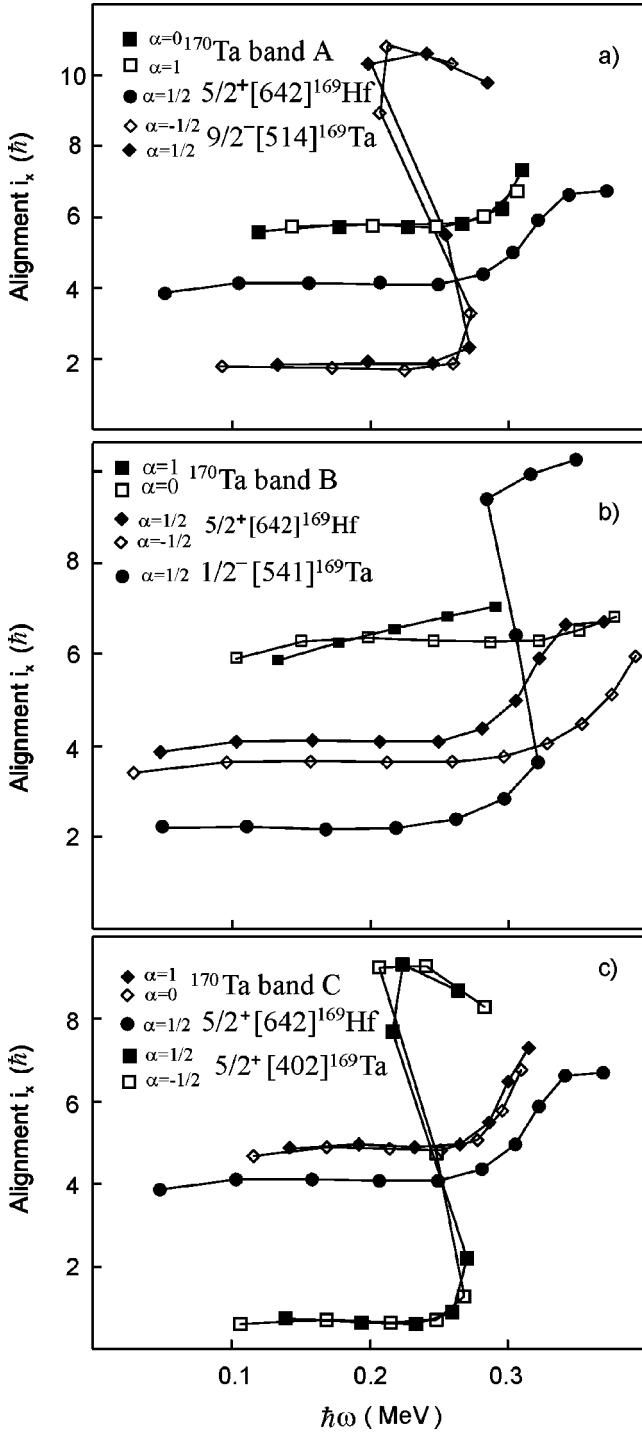 a)
α=0 ¹⁷⁰Ta band A
α=1
α=1/2 5/2⁺[642]¹⁶⁹Hf
α=-1/2 9/2⁻[514]¹⁶⁹Ta
α=1/2
10
8
6
4
2
Alignment iₓ (ħ)
b)
α=1 ¹⁷⁰Ta band B
α=0
α=1/2 5/2⁺[642]¹⁶⁹Hf
α=-1/2
α=1/2 1/2⁻[541]¹⁶⁹Ta
8
6
4
2
Alignment iₓ (ħ)
c)
α=1 ¹⁷⁰Ta band C
α=0
α=1/2 5/2⁺[642]¹⁶⁹Hf
α=1/2 5/2⁺[402]¹⁶⁹Ta
α=-1/2
8
6
4
2
Alignment iₓ (ħ)
0.1 0.2 0.3
ħω (MeV)